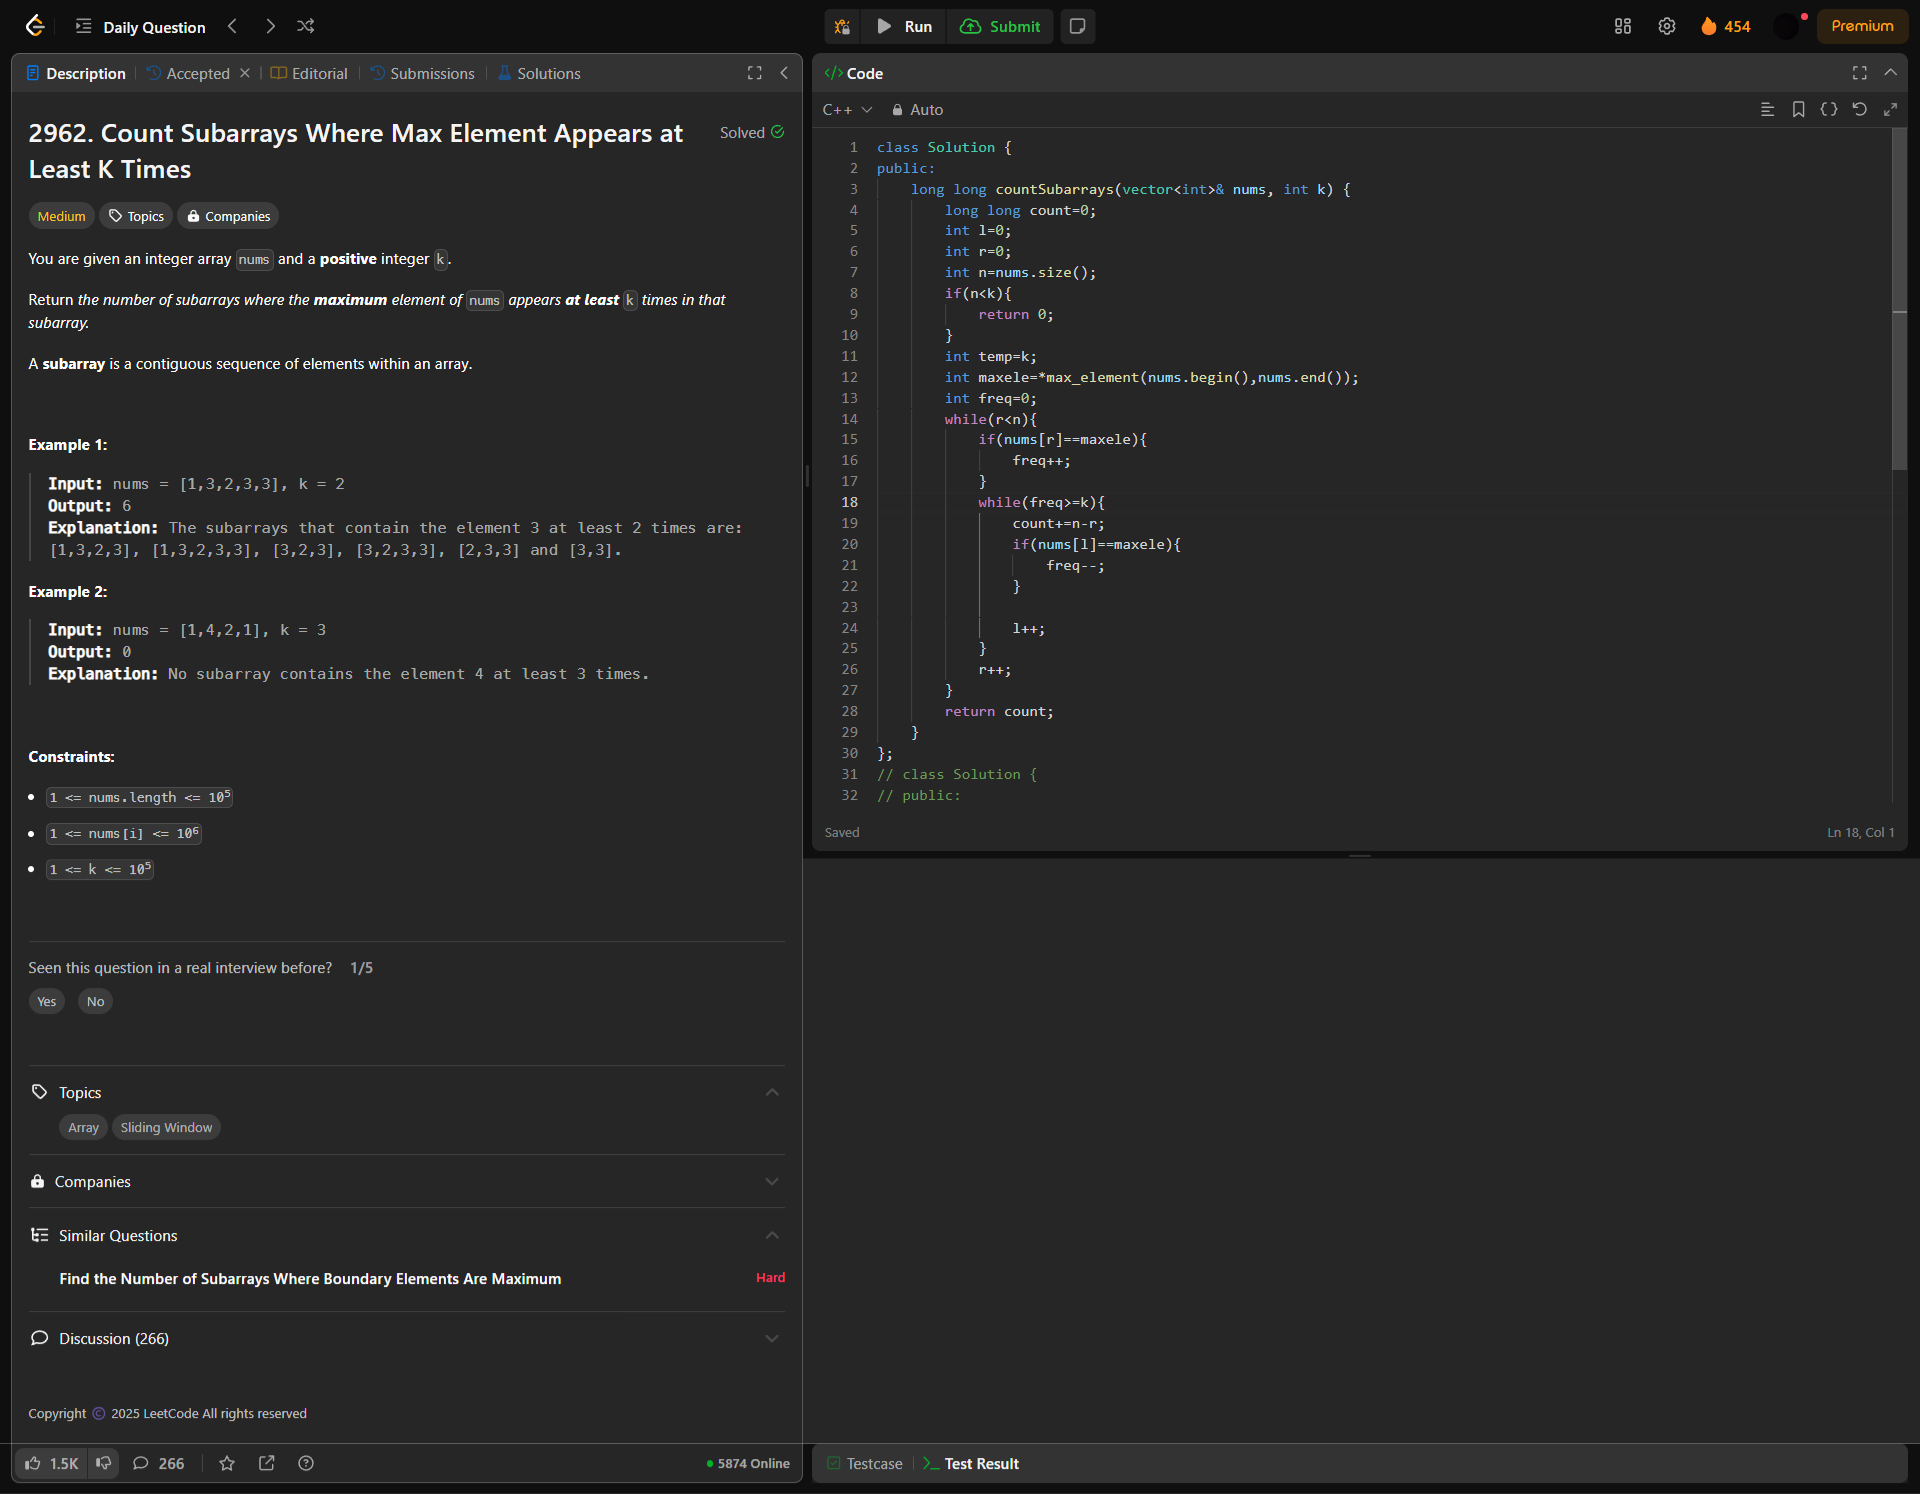 Daily Question
Run
Submit
454
Premium
Description
Accepted
Editorial
Submissions
Solutions
2962. Count Subarrays Where Max Element Appears at
Least K Times
Solved
Medium
Topics
Companies
You are given an integer array nums and a positive integer k.
Return the number of subarrays where the maximum element of nums appears at least k times in that
subarray.
A subarray is a contiguous sequence of elements within an array.
Example 1:
Input: nums = [1,3,2,3,3], k = 2
Output: 6
Explanation: The subarrays that contain the element 3 at least 2 times are:
[1,3,2,3], [1,3,2,3,3], [3,2,3], [3,2,3,3], [2,3,3] and [3,3].
Example 2:
Input: nums = [1,4,2,1], k = 3
Output: 0
Explanation: No subarray contains the element 4 at least 3 times.
Constraints:
1 <= nums.length <= 10⁵
1 <= nums[i] <= 10⁶
1 <= k <= 10⁵
Seen this question in a real interview before? 1/5
Yes
No
Topics
Array
Sliding Window
Companies
Similar Questions
Find the Number of Subarrays Where Boundary Elements Are Maximum
Hard
Discussion (266)
Copyright © 2025 LeetCode All rights reserved
1.5K
266
5874 Online
</> Code
C++
Auto
1 class Solution {
2 public:
3     long long countSubarrays(vector<int>& nums, int k) {
4         long long count=0;
5         int l=0;
6         int r=0;
7         int n=nums.size();
8         if(n<k){
9             return 0;
10         }
11         int temp=k;
12         int maxele=*max_element(nums.begin(),nums.end());
13         int freq=0;
14         while(r<n){
15             if(nums[r]==maxele){
16                 freq++;
17             }
18             while(freq>=k){
19                 count+=n-r;
20                 if(nums[l]==maxele){
21                     freq--;
22                 }
23
24                 l++;
25             }
26             r++;
27         }
28         return count;
29     }
30 };
31 // class Solution {
32 // public:
Saved
Ln 18, Col 1
Testcase
Test Result